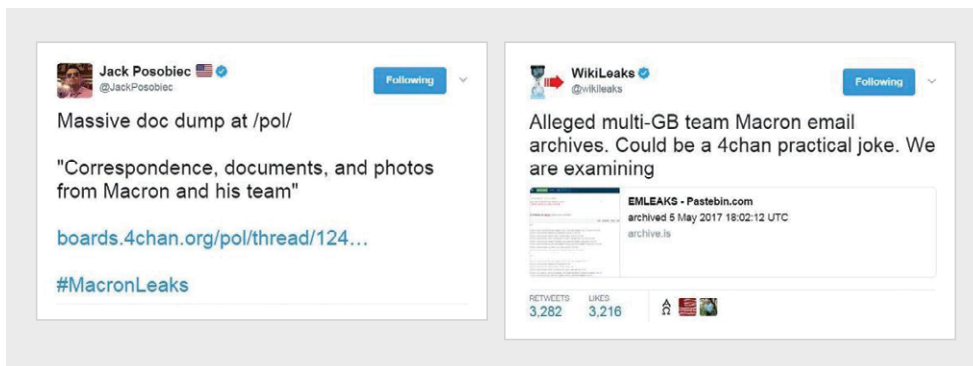 Jack Posobiec
@JackPosobiec
Following
Massive doc dump at /pol/
"Correspondence, documents, and photos
from Macron and his team"
boards.4chan.org/pol/thread/124…
#MacronLeaks
WikiLeaks
@wikileaks
Following
Alleged multi-GB team Macron email
archives. Could be a 4chan practical joke. We
are examining
EMLEAKS - Pastebin.com
archived 5 May 2017 18:02:12 UTC
archive.is
RETWEETS LIKES
3,282 3,216